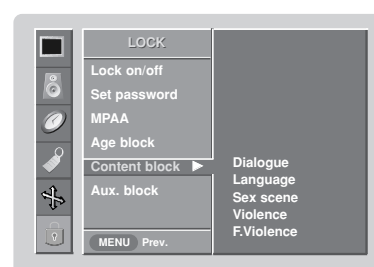 LOCK
Lock on/off
Set password
MPAA
Age block
Content block ►
Aux. block
MENU Prev.
Dialogue
Language
Sex scene
Violence
F.Violence